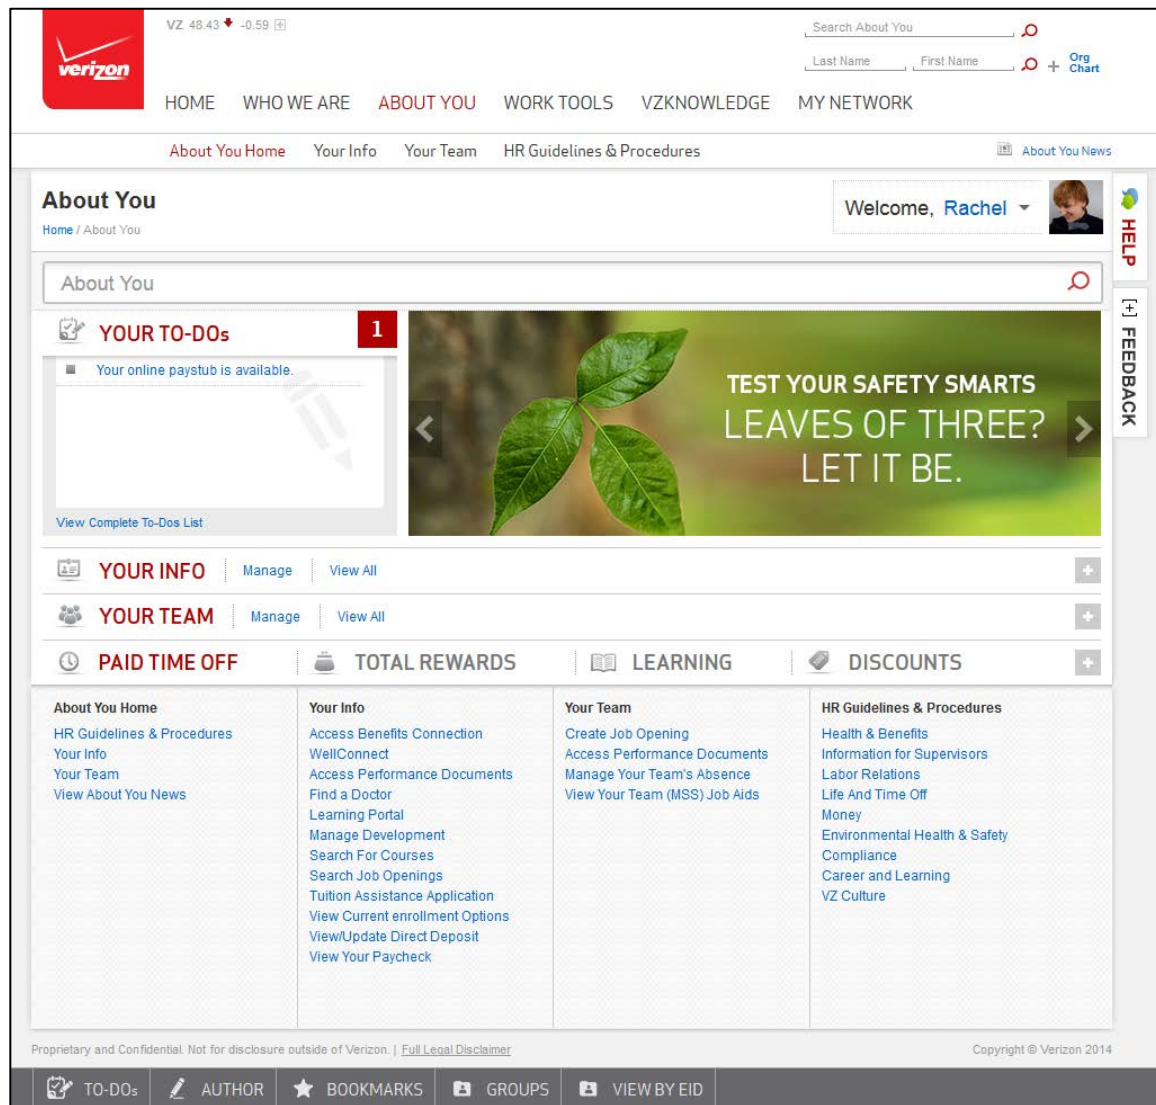 VZ 48.43 -0.59
Search About You
verizon
Last Name First Name + Org Chart
HOME WHO WE ARE ABOUT YOU WORK TOOLS VZKNOWLEDGE MY NETWORK
About You Home Your Info Your Team HR Guidelines & Procedures About You News
About You
Home / About You
Welcome, Rachel
HELP
[+] FEEDBACK
About You
YOUR TO-DOs 1
Your online paystub is available.
View Complete To-Dos List
TEST YOUR SAFETY SMARTS
LEAVES OF THREE?
LET IT BE.
YOUR INFO Manage View All
YOUR TEAM Manage View All
PAID TIME OFF TOTAL REWARDS LEARNING DISCOUNTS
About You Home
HR Guidelines & Procedures
Your Info
Your Team
View About You News
Your Info
Access Benefits Connection
WellConnect
Access Performance Documents
Find a Doctor
Learning Portal
Manage Development
Search For Courses
Search Job Openings
Tuition Assistance Application
View Current enrollment Options
View/Update Direct Deposit
View Your Paycheck
Your Team
Create Job Opening
Access Performance Documents
Manage Your Team's Absence
View Your Team (MSS) Job Aids
HR Guidelines & Procedures
Health & Benefits
Information for Supervisors
Labor Relations
Life And Time Off
Money
Environmental Health & Safety
Compliance
Career and Learning
VZ Culture
Proprietary and Confidential. Not for disclosure outside of Verizon. | Full Legal Disclaimer
Copyright © Verizon 2014
TO-DOs AUTHOR BOOKMARKS GROUPS VIEW BY EID